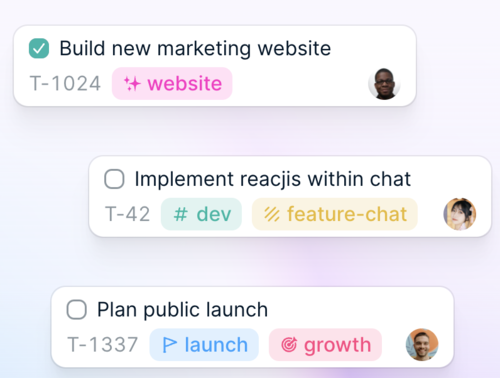 Build new marketing website
T-1024 website
Implement reacjis within chat
T-42 # dev feature-chat
Plan public launch
T-1337 launch growth